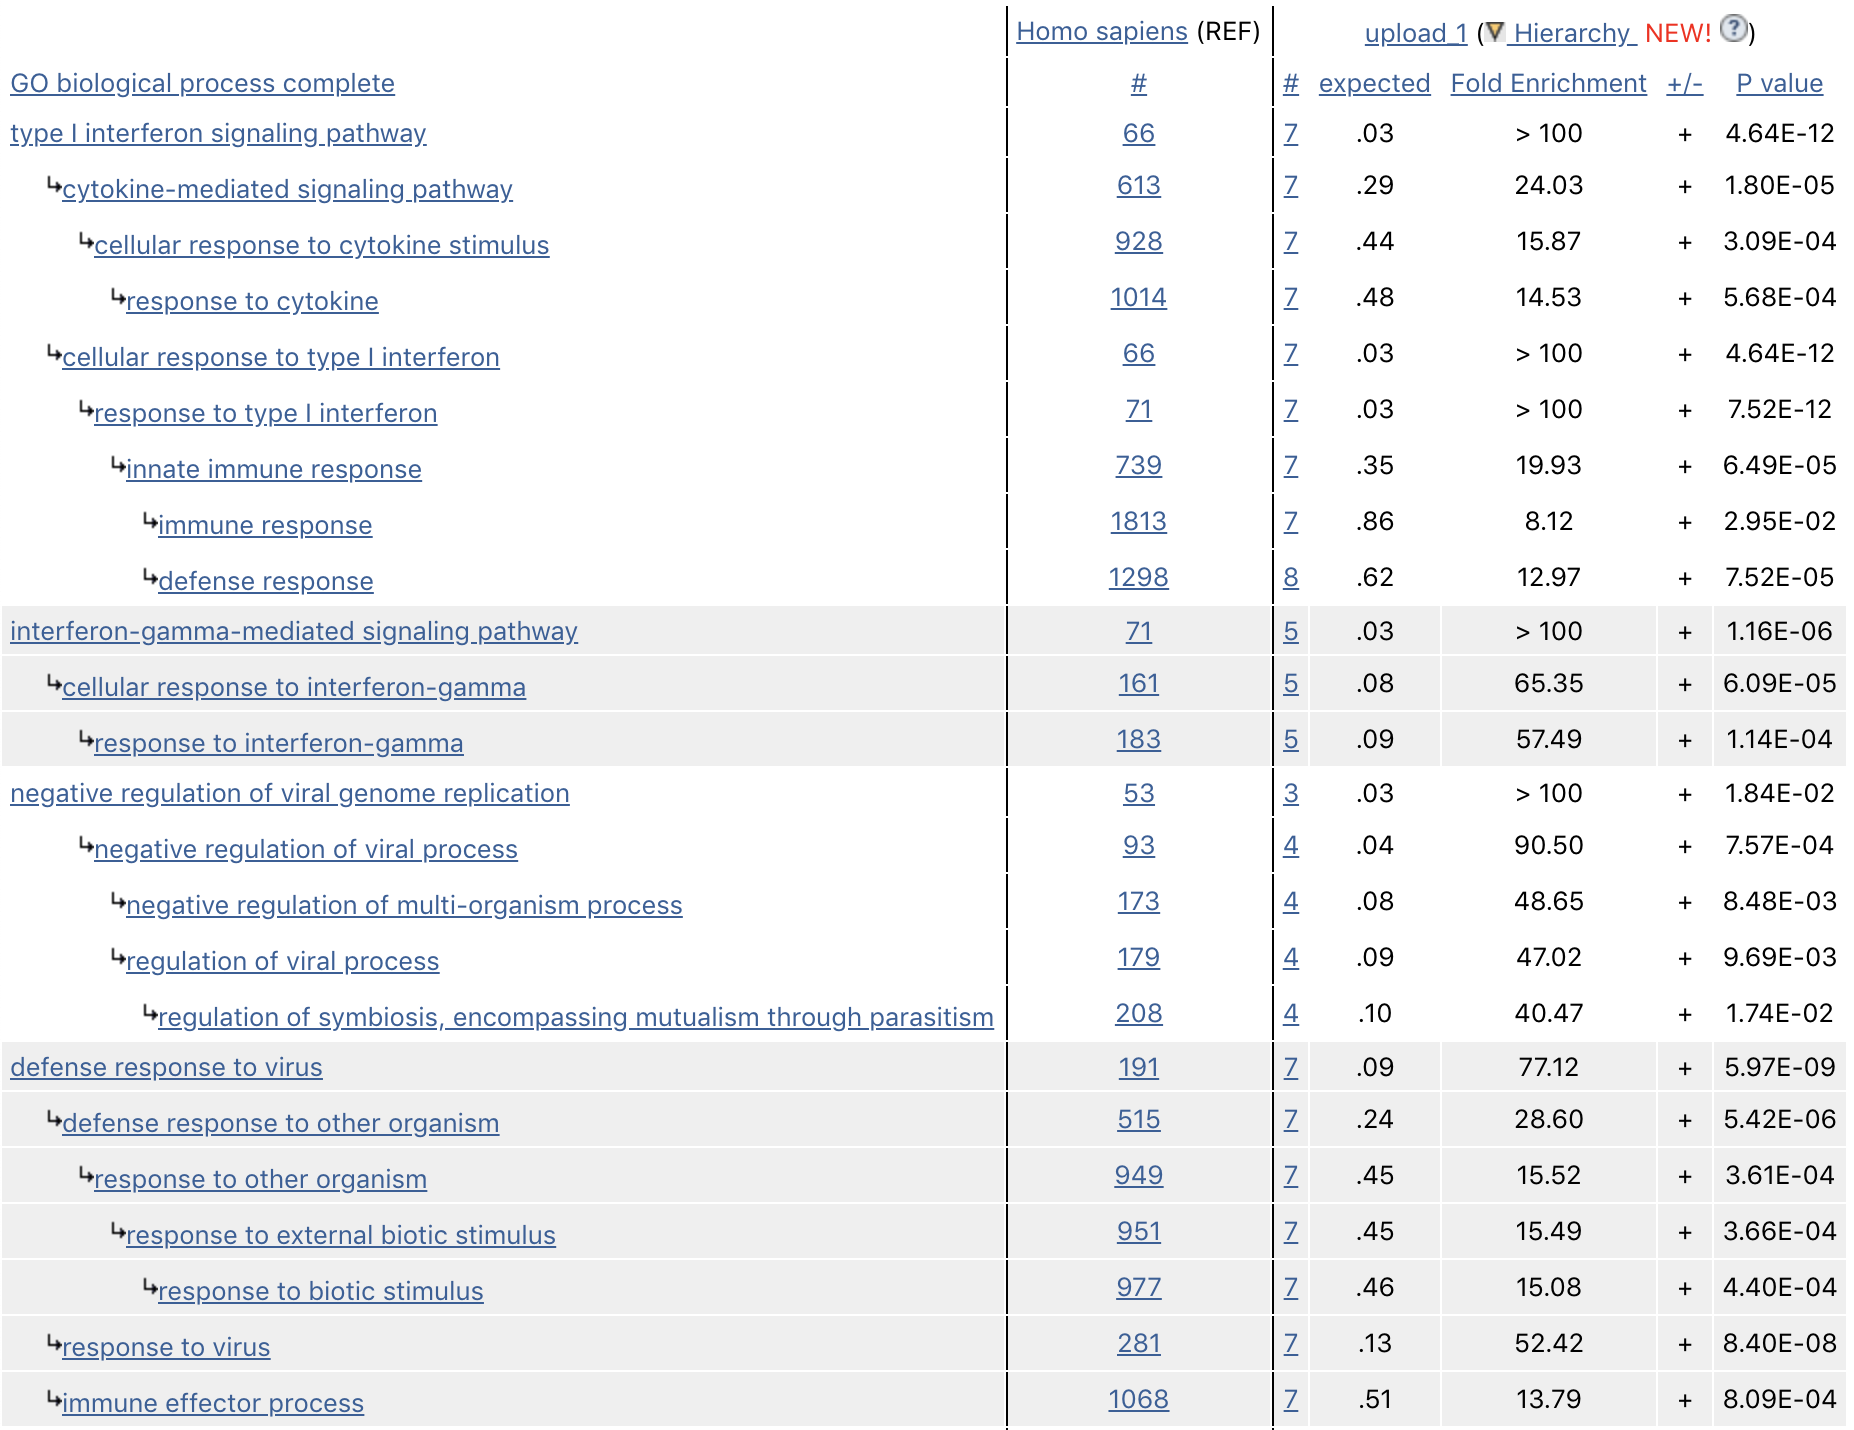 Homo sapiens (REF) upload_1 ( Hierarchy NEW! ?)
GO biological process complete # # expected Fold Enrichment +/- P value
type I interferon signaling pathway 66 7 .03 > 100 + 4.64E-12
cytokine-mediated signaling pathway 613 7 .29 24.03 + 1.80E-05
cellular response to cytokine stimulus 928 7 .44 15.87 + 3.09E-04
response to cytokine 1014 7 .48 14.53 + 5.68E-04
cellular response to type I interferon 66 7 .03 > 100 + 4.64E-12
response to type I interferon 71 7 .03 > 100 + 7.52E-12
innate immune response 739 7 .35 19.93 + 6.49E-05
immune response 1813 7 .86 8.12 + 2.95E-02
defense response 1298 8 .62 12.97 + 7.52E-05
interferon-gamma-mediated signaling pathway 71 5 .03 > 100 + 1.16E-06
cellular response to interferon-gamma 161 5 .08 65.35 + 6.09E-05
response to interferon-gamma 183 5 .09 57.49 + 1.14E-04
negative regulation of viral genome replication 53 3 .03 > 100 + 1.84E-02
negative regulation of viral process 93 4 .04 90.50 + 7.57E-04
negative regulation of multi-organism process 173 4 .08 48.65 + 8.48E-03
regulation of viral process 179 4 .09 47.02 + 9.69E-03
regulation of symbiosis, encompassing mutualism through parasitism 208 4 .10 40.47 + 1.74E-02
defense response to virus 191 7 .09 77.12 + 5.97E-09
defense response to other organism 515 7 .24 28.60 + 5.42E-06
response to other organism 949 7 .45 15.52 + 3.61E-04
response to external biotic stimulus 951 7 .45 15.49 + 3.66E-04
response to biotic stimulus 977 7 .46 15.08 + 4.40E-04
response to virus 281 7 .13 52.42 + 8.40E-08
immune effector process 1068 7 .51 13.79 + 8.09E-04